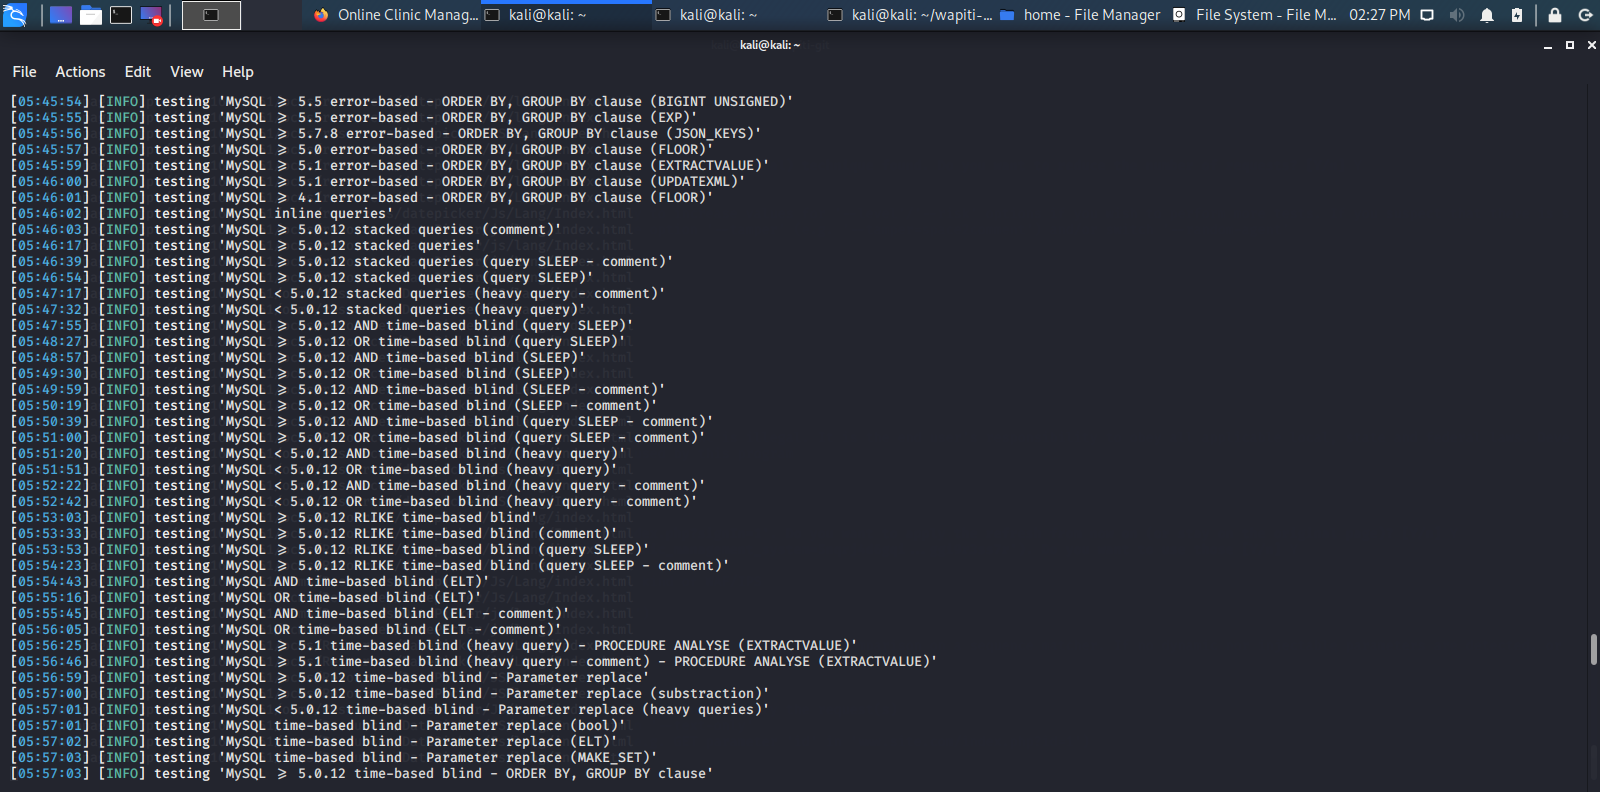 Online Clinic Manag... kali@kali: ~ kali@kali: ~ kali@kali: ~/wapiti-... home - File Manager File System - File M... 02:27 PM
kali@kali: ~
File Actions Edit View Help
[05:45:54] [INFO] testing 'MySQL ≥ 5.5 error-based - ORDER BY, GROUP BY clause (BIGINT UNSIGNED)'
[05:45:55] [INFO] testing 'MySQL ≥ 5.5 error-based - ORDER BY, GROUP BY clause (EXP)'
[05:45:56] [INFO] testing 'MySQL ≥ 5.7.8 error-based - ORDER BY, GROUP BY clause (JSON_KEYS)'
[05:45:57] [INFO] testing 'MySQL ≥ 5.0 error-based - ORDER BY, GROUP BY clause (FLOOR)'
[05:45:59] [INFO] testing 'MySQL ≥ 5.1 error-based - ORDER BY, GROUP BY clause (EXTRACTVALUE)'
[05:46:00] [INFO] testing 'MySQL ≥ 5.1 error-based - ORDER BY, GROUP BY clause (UPDATEXML)'
[05:46:01] [INFO] testing 'MySQL ≥ 4.1 error-based - ORDER BY, GROUP BY clause (FLOOR)'
[05:46:02] [INFO] testing 'MySQL inline queries'
[05:46:03] [INFO] testing 'MySQL ≥ 5.0.12 stacked queries (comment)'
[05:46:17] [INFO] testing 'MySQL ≥ 5.0.12 stacked queries'
[05:46:39] [INFO] testing 'MySQL ≥ 5.0.12 stacked queries (query SLEEP - comment)'
[05:46:54] [INFO] testing 'MySQL ≥ 5.0.12 stacked queries (query SLEEP)'
[05:47:17] [INFO] testing 'MySQL < 5.0.12 stacked queries (heavy query - comment)'
[05:47:32] [INFO] testing 'MySQL < 5.0.12 stacked queries (heavy query)'
[05:47:55] [INFO] testing 'MySQL ≥ 5.0.12 AND time-based blind (query SLEEP)'
[05:48:27] [INFO] testing 'MySQL ≥ 5.0.12 OR time-based blind (query SLEEP)'
[05:48:57] [INFO] testing 'MySQL ≥ 5.0.12 AND time-based blind (SLEEP)'
[05:49:30] [INFO] testing 'MySQL ≥ 5.0.12 OR time-based blind (SLEEP)'
[05:49:59] [INFO] testing 'MySQL ≥ 5.0.12 AND time-based blind (SLEEP - comment)'
[05:50:19] [INFO] testing 'MySQL ≥ 5.0.12 OR time-based blind (SLEEP - comment)'
[05:50:39] [INFO] testing 'MySQL ≥ 5.0.12 AND time-based blind (query SLEEP - comment)'
[05:51:00] [INFO] testing 'MySQL ≥ 5.0.12 OR time-based blind (query SLEEP - comment)'
[05:51:20] [INFO] testing 'MySQL < 5.0.12 AND time-based blind (heavy query)'
[05:51:51] [INFO] testing 'MySQL < 5.0.12 OR time-based blind (heavy query)'
[05:52:22] [INFO] testing 'MySQL < 5.0.12 AND time-based blind (heavy query - comment)'
[05:52:42] [INFO] testing 'MySQL < 5.0.12 OR time-based blind (heavy query - comment)'
[05:53:03] [INFO] testing 'MySQL ≥ 5.0.12 RLIKE time-based blind'
[05:53:33] [INFO] testing 'MySQL ≥ 5.0.12 RLIKE time-based blind (comment)'
[05:53:53] [INFO] testing 'MySQL ≥ 5.0.12 RLIKE time-based blind (query SLEEP)'
[05:54:23] [INFO] testing 'MySQL ≥ 5.0.12 RLIKE time-based blind (query SLEEP - comment)'
[05:54:43] [INFO] testing 'MySQL AND time-based blind (ELT)'
[05:55:16] [INFO] testing 'MySQL OR time-based blind (ELT)'
[05:55:45] [INFO] testing 'MySQL AND time-based blind (ELT - comment)'
[05:56:05] [INFO] testing 'MySQL OR time-based blind (ELT - comment)'
[05:56:25] [INFO] testing 'MySQL ≥ 5.1 time-based blind (heavy query) - PROCEDURE ANALYSE (EXTRACTVALUE)'
[05:56:46] [INFO] testing 'MySQL ≥ 5.1 time-based blind (heavy query - comment) - PROCEDURE ANALYSE (EXTRACTVALUE)'
[05:56:59] [INFO] testing 'MySQL ≥ 5.0.12 time-based blind - Parameter replace'
[05:57:00] [INFO] testing 'MySQL ≥ 5.0.12 time-based blind - Parameter replace (substraction)'
[05:57:01] [INFO] testing 'MySQL < 5.0.12 time-based blind - Parameter replace (heavy queries)'
[05:57:01] [INFO] testing 'MySQL time-based blind - Parameter replace (bool)'
[05:57:02] [INFO] testing 'MySQL time-based blind - Parameter replace (ELT)'
[05:57:03] [INFO] testing 'MySQL time-based blind - Parameter replace (MAKE_SET)'
[05:57:03] [INFO] testing 'MySQL ≥ 5.0.12 time-based blind - ORDER BY, GROUP BY clause'